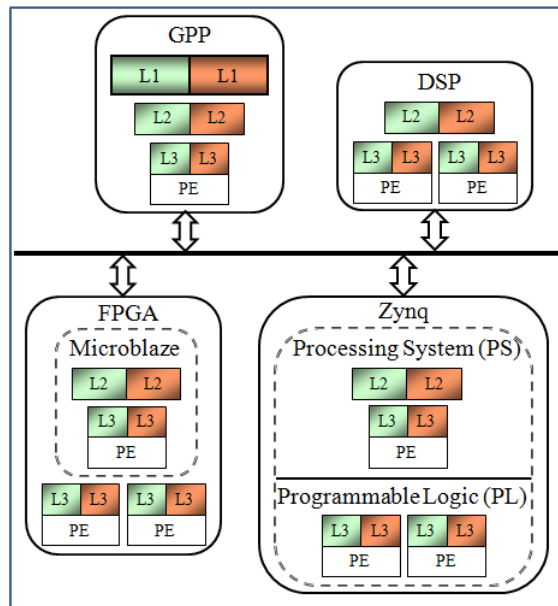 GPP
L1 L1
L2 L2
L3 L3
PE
DSP
L2 L2
L3 L3 L3 L3
PE PE
FPGA
Microblaze
L2 L2
L3 L3
PE
L3 L3 L3 L3
PE PE
Zynq
Processing System (PS)
L2 L2
L3 L3
PE
Programmable Logic (PL)
L3 L3 L3 L3
PE PE